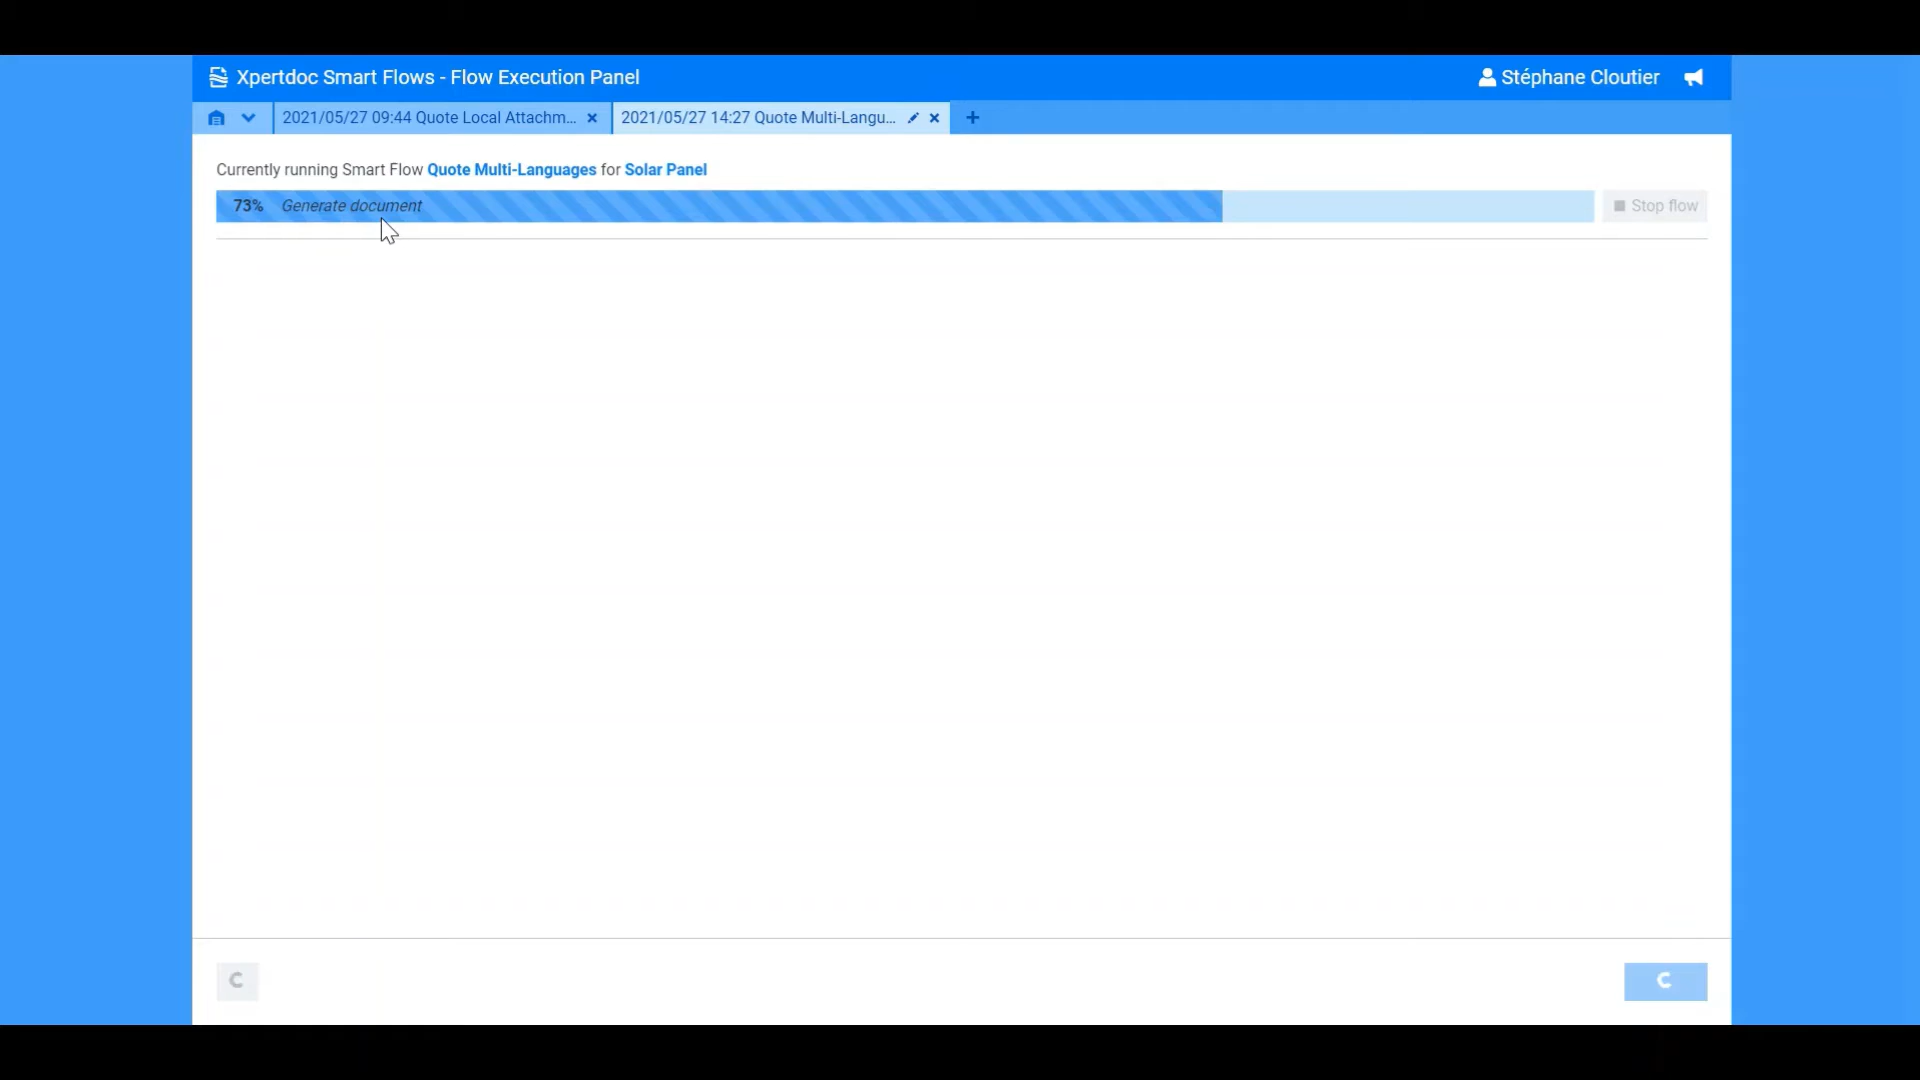 Xpertdoc Smart Flows - Flow Execution Panel
Stéphane Cloutier
2021/05/27 09:44 Quote Local Attachm...
2021/05/27 14:27 Quote Multi-Langu...
Currently running Smart Flow Quote Multi-Languages for Solar Panel
73% Generate document
Stop flow